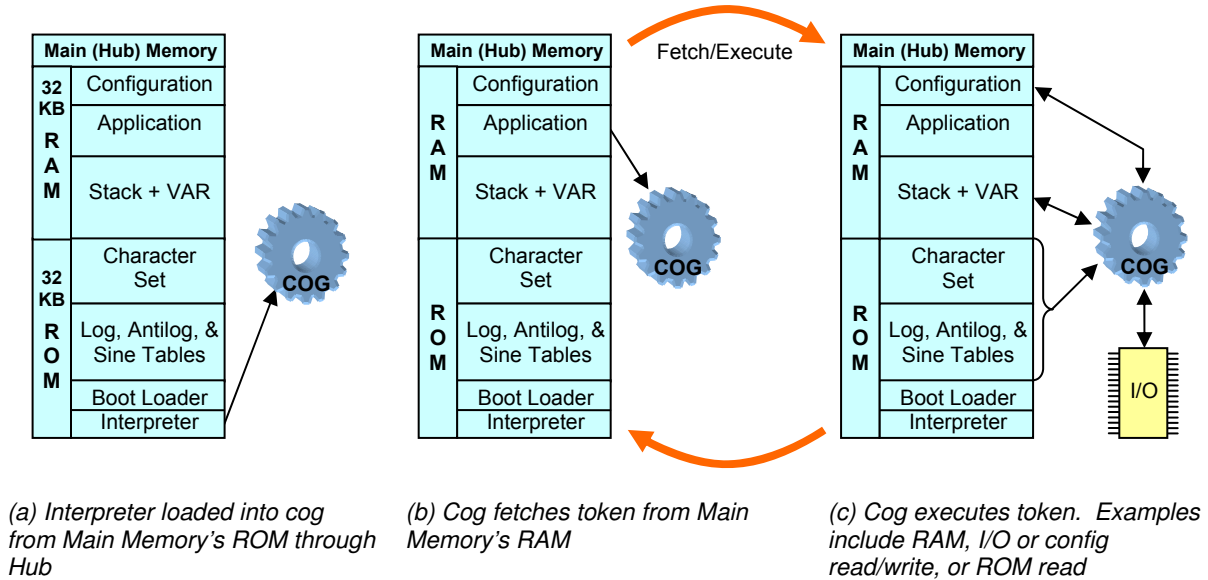 Main (Hub) Memory
32
KB
R
A
M
Configuration
Application
Stack + VAR
32
KB
R
O
M
Character
Set
Log, Antilog, &
Sine Tables
Boot Loader
Interpreter
COG
(a) Interpreter loaded into cog
from Main Memory's ROM through
Hub
Fetch/Execute
Main (Hub) Memory
R
A
M
Configuration
Application
Stack + VAR
R
O
M
Character
Set
Log, Antilog, &
Sine Tables
Boot Loader
Interpreter
COG
(b) Cog fetches token from Main
Memory's RAM
Main (Hub) Memory
R
A
M
Configuration
Application
Stack + VAR
R
O
M
Character
Set
Log, Antilog, &
Sine Tables
Boot Loader
Interpreter
COG
I/O
(c) Cog executes token. Examples
include RAM, I/O or config
read/write, or ROM read